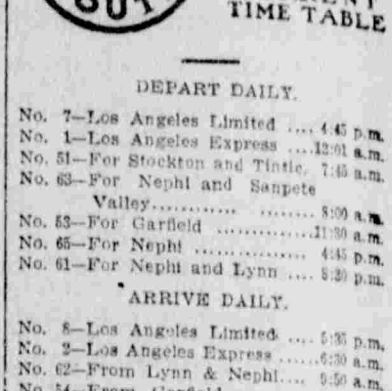 OUT
TIME TABLE
DEPART DAILY.
No. 7—Los Angeles Limited .... 4:45 p.m.
No. 1—Los Angeles Express ....12:01 a.m.
No. 51—For Stockton and Tintic. 7:45 a.m.
No. 63—For Nephi and Sanpete
Valley............ ........ 8:00 a.m.
No. 53—For Garfield .............11:30 a.m.
No. 65—For Nephi ............... 4:45 p.m.
No. 61—For Nephi and Lynn .... 8:20 p.m.
ARRIVE DAILY.
No. 8—Los Angeles Limited .... 5:35 p.m.
No. 2—Los Angeles Express ......6:30 a.m.
No. 62—From Lynn & Nephi.... 9:50 a.m.